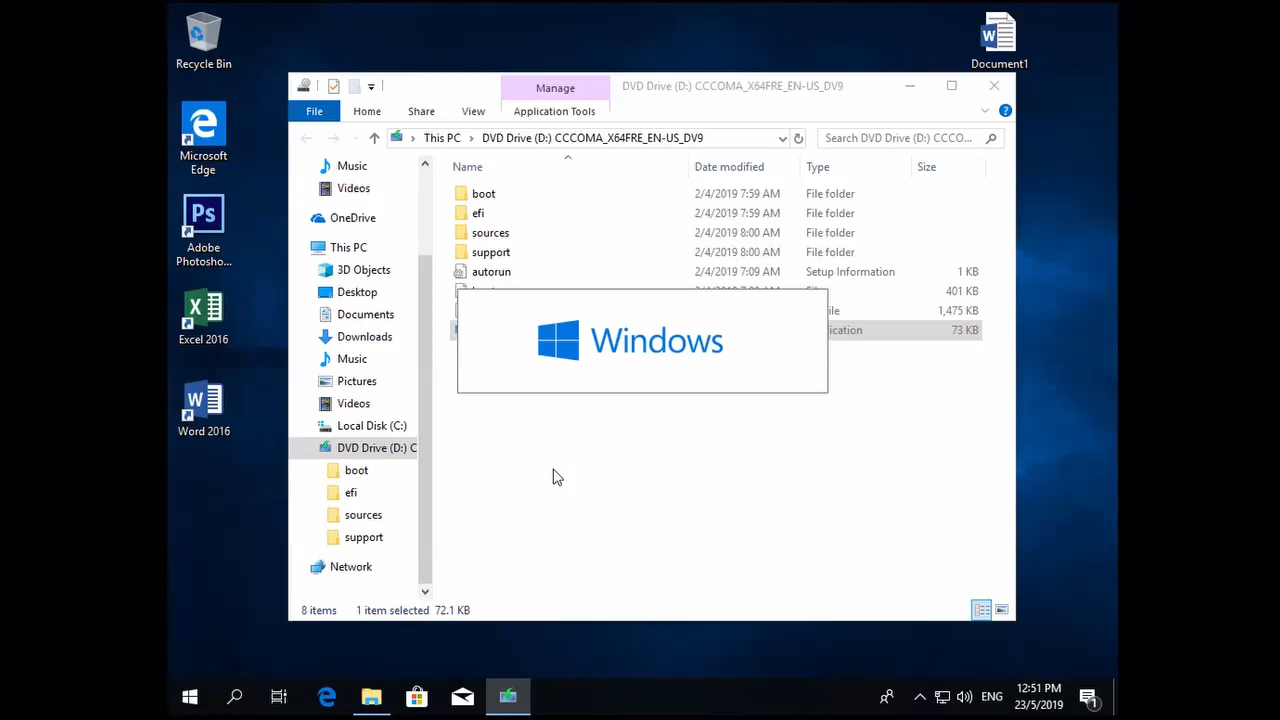 Recycle Bin
Microsoft
Edge
Ps
Adobe
Photosho...
Excel 2016
Word 2016
Document1
Manage
DVD Drive (D:) CCCOMA_X64FRE_EN-US_DV9
File
Home
Share
View
Application Tools
This PC
DVD Drive (D:) CCCOMA_X64FRE_EN-US_DV9
Search DVD Drive (D:) CCCO...
Music
Videos
OneDrive
This PC
3D Objects
Desktop
Documents
Downloads
Music
Pictures
Videos
Local Disk (C:)
DVD Drive (D:) C
boot
efi
sources
support
Network
Name Date modified Type Size
boot 2/4/2019 7:59 AM File folder
efi 2/4/2019 7:59 AM File folder
sources 2/4/2019 8:00 AM File folder
support 2/4/2019 8:00 AM File folder
autorun 2/4/2019 7:09 AM Setup Information 1 KB
401 KB
ile 1,475 KB
ication 73 KB
Windows
8 items 1 item selected 72.1 KB
ENG
12:51 PM
23/5/2019
1